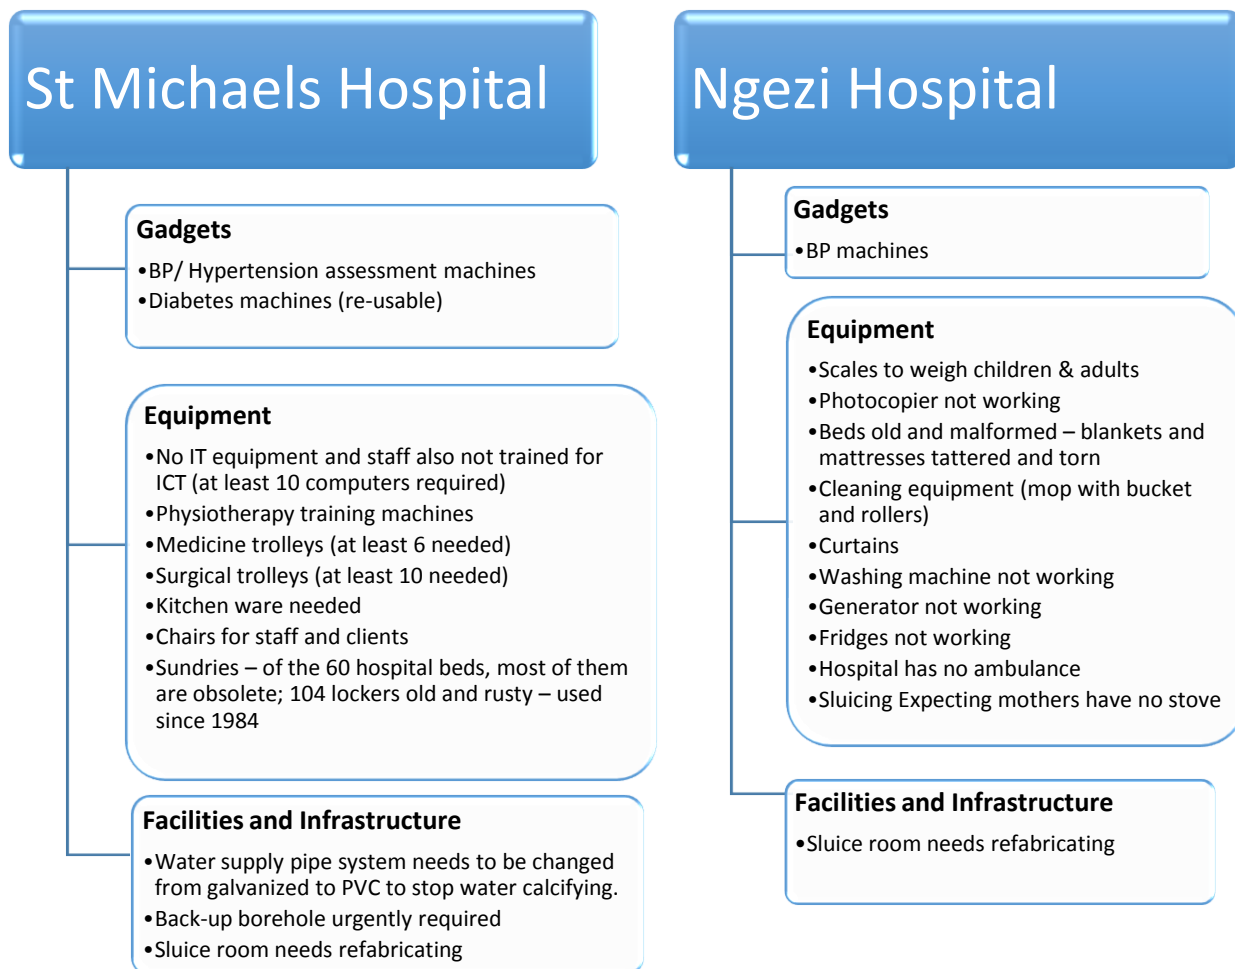 St Michaels Hospital
Gadgets
•BP/ Hypertension assessment machines
•Diabetes machines (re-usable)
Equipment
•No IT equipment and staff also not trained for
ICT (at least 10 computers required)
•Physiotherapy training machines
•Medicine trolleys (at least 6 needed)
•Surgical trolleys (at least 10 needed)
•Kitchen ware needed
•Chairs for staff and clients
•Sundries – of the 60 hospital beds, most of them
are obsolete; 104 lockers old and rusty – used
since 1984
Facilities and Infrastructure
•Water supply pipe system needs to be changed
from galvanized to PVC to stop water calcifying.
•Back-up borehole urgently required
•Sluice room needs refabricating
Ngezi Hospital
Gadgets
•BP machines
Equipment
•Scales to weigh children & adults
•Photocopier not working
•Beds old and malformed – blankets and
mattresses tattered and torn
•Cleaning equipment (mop with bucket
and rollers)
•Curtains
•Washing machine not working
•Generator not working
•Fridges not working
•Hospital has no ambulance
•Sluicing Expecting mothers have no stove
Facilities and Infrastructure
•Sluice room needs refabricating